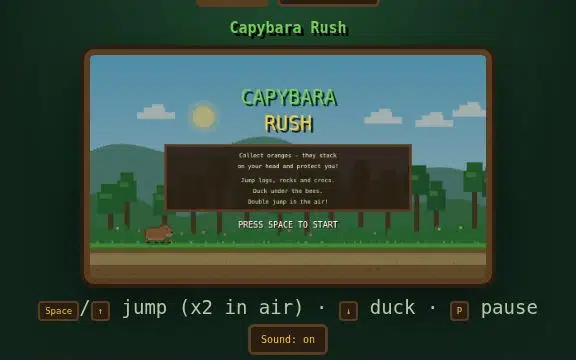 Capybara Rush
CAPYBARA
RUSH
Collect oranges - they stack
on your head and protect you!
Jump logs, rocks and crocs.
Duck under the bees.
Double jump in the air!
PRESS SPACE TO START
Space/↑ jump (x2 in air) · ↓ duck · P pause
Sound: on